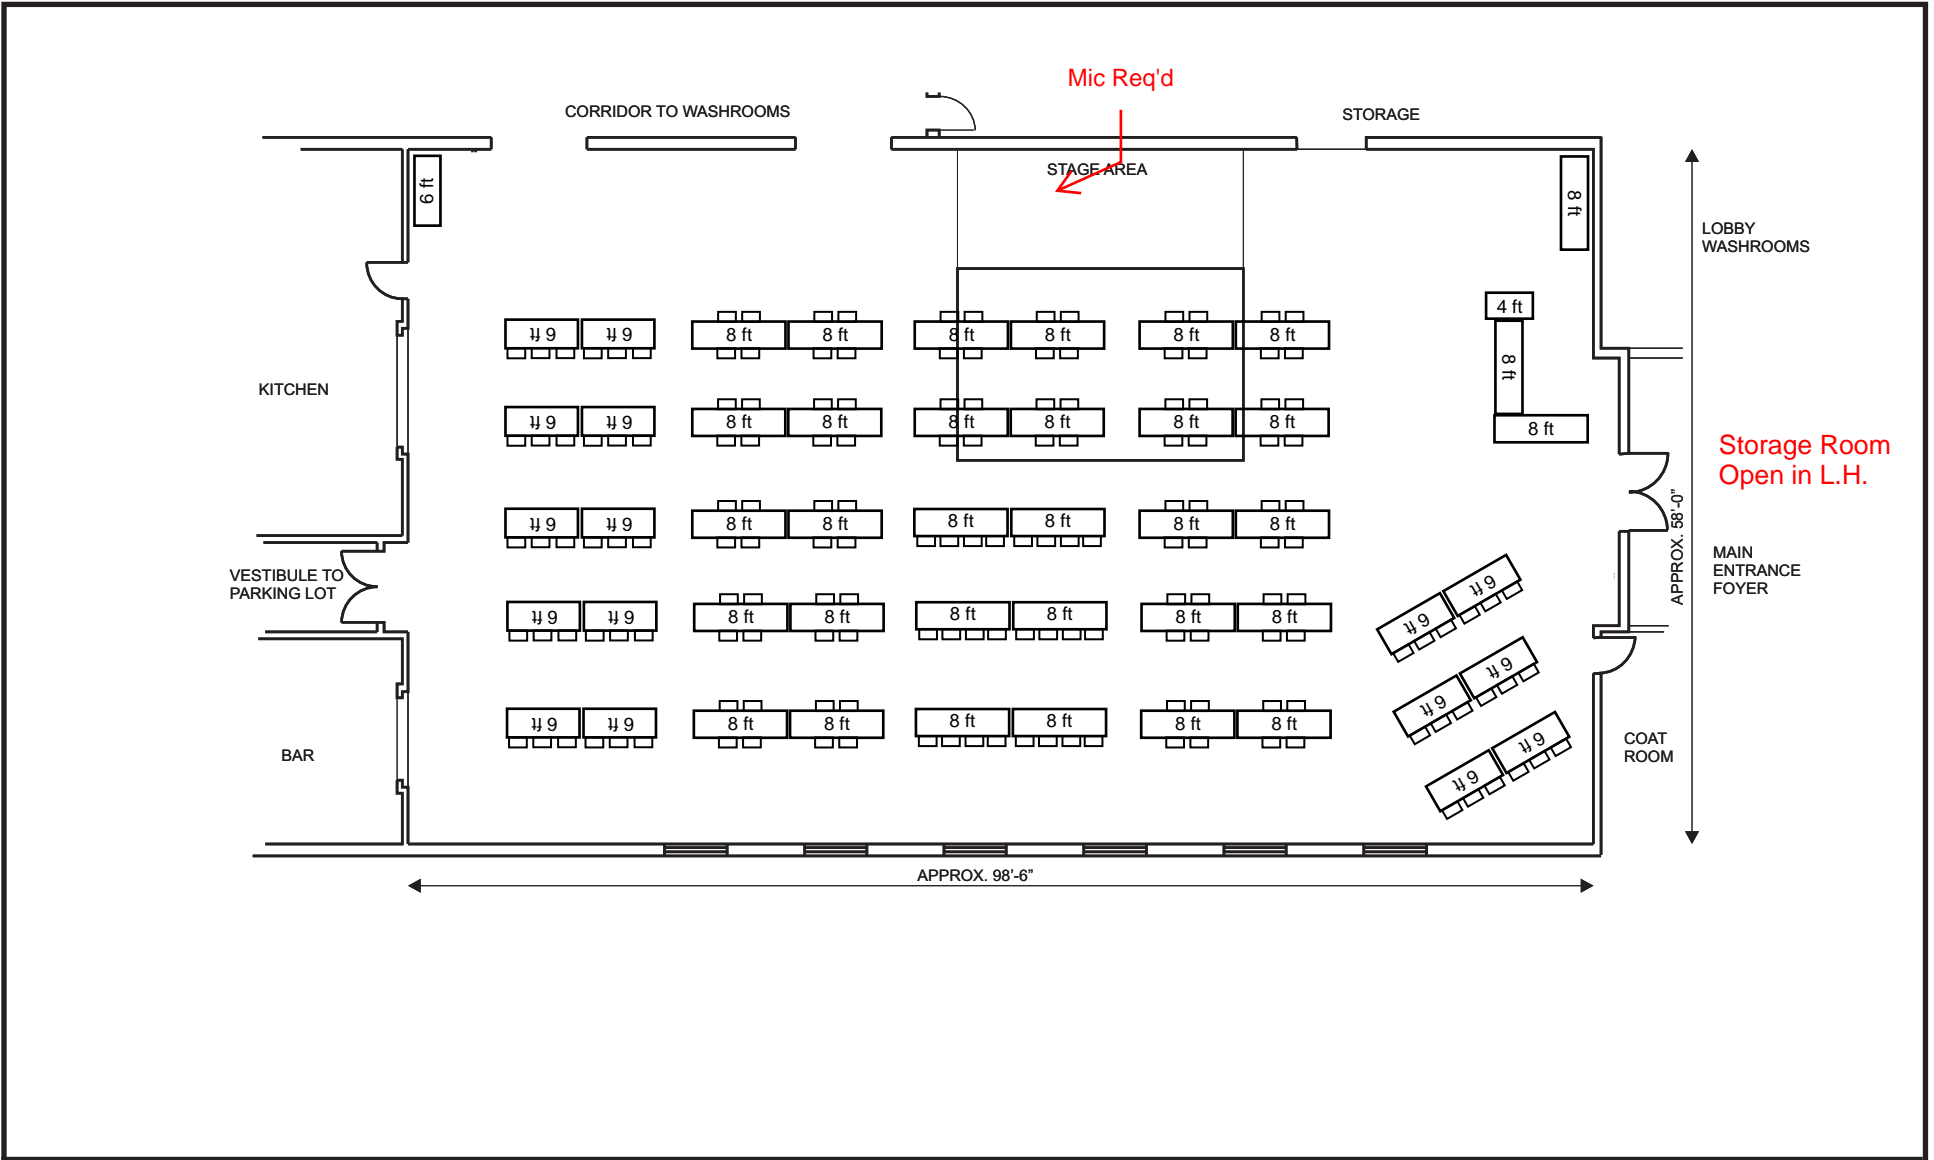 Mic Req'd
CORRIDOR TO WASHROOMS
STORAGE
STAGE AREA
6 ft
8 ft
LOBBY
WASHROOMS
4 ft
6 ft 6 ft 8 ft 8 ft 8 ft 8 ft 8 ft 8 ft
8 ft
KITCHEN
6 ft 6 ft 8 ft 8 ft 8 ft 8 ft 8 ft 8 ft
8 ft
Storage Room
Open in L.H.
6 ft 6 ft 8 ft 8 ft 8 ft 8 ft 8 ft 8 ft
APPROX. 58'-0”
VESTIBULE TO
PARKING LOT
MAIN
ENTRANCE
FOYER
6 ft 6 ft 8 ft 8 ft 8 ft 8 ft 8 ft 8 ft
6 ft 6 ft
6 ft 6 ft
6 ft 6 ft 8 ft 8 ft 8 ft 8 ft 8 ft 8 ft
6 ft 6 ft
BAR
COAT
ROOM
APPROX. 98’-6”